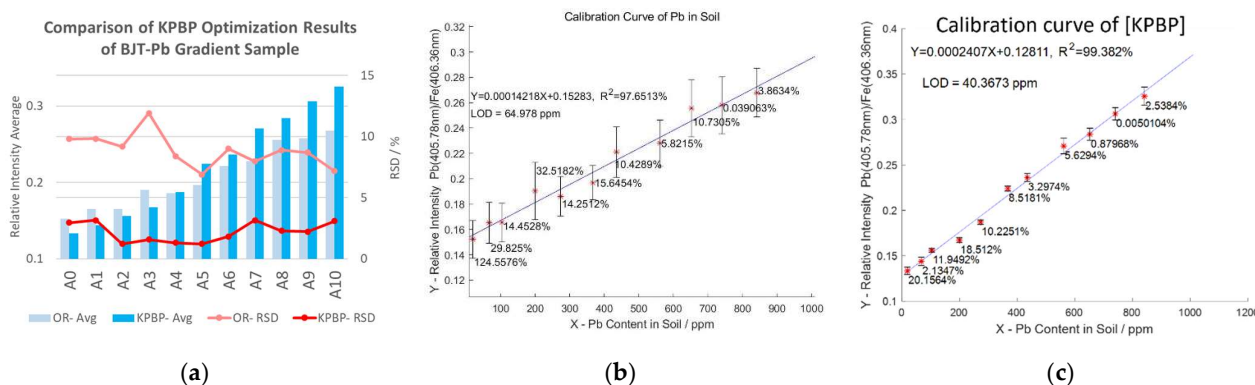 Comparison of KPBP Optimization Results
of BJT-Pb Gradient Sample
Relative Intensity Average
0.3
0.2
0.1
15
10
5
0
RSD / %
A0
A1
A2
A3
A4
A5
A6
A7
A8
A9
A10
OR- Avg
KPBP- Avg
OR- RSD
KPBP- RSD
(a)
Calibration Curve of Pb in Soil
Y - Relative Intensity Pb(405.78nm)/Fe(406.36nm)
0.28
0.26
0.24
0.22
0.20
0.18
0.16
0.14
0.12
Y=0.00014218X+0.15283, R²=97.6513%
LOD = 64.978 ppm
124.5576%
29.825%
14.4528%
32.5182%
14.2512%
15.6454%
10.4289%
5.8215%
10.7305%
0.039063%
3.8634%
100
200
300
400
500
600
700
800
900
1000
X - Pb Content in Soil / ppm
(b)
Calibration curve of [KPBP]
Y=0.0002407X+0.12811, R²=99.382%
LOD = 40.3673 ppm
Y - Relative Intensity Pb(405.78nm)/Fe(406.36nm)
0.4
0.35
0.3
0.25
0.2
0.15
0.1
20.1564%
2.1347%
11.9492%
18.512%
10.2251%
8.5181%
3.2974%
5.6294%
0.87968%
0.0050104%
2.5384%
0
200
400
600
800
1000
1200
X - Pb Content in Soil / ppm
(c)